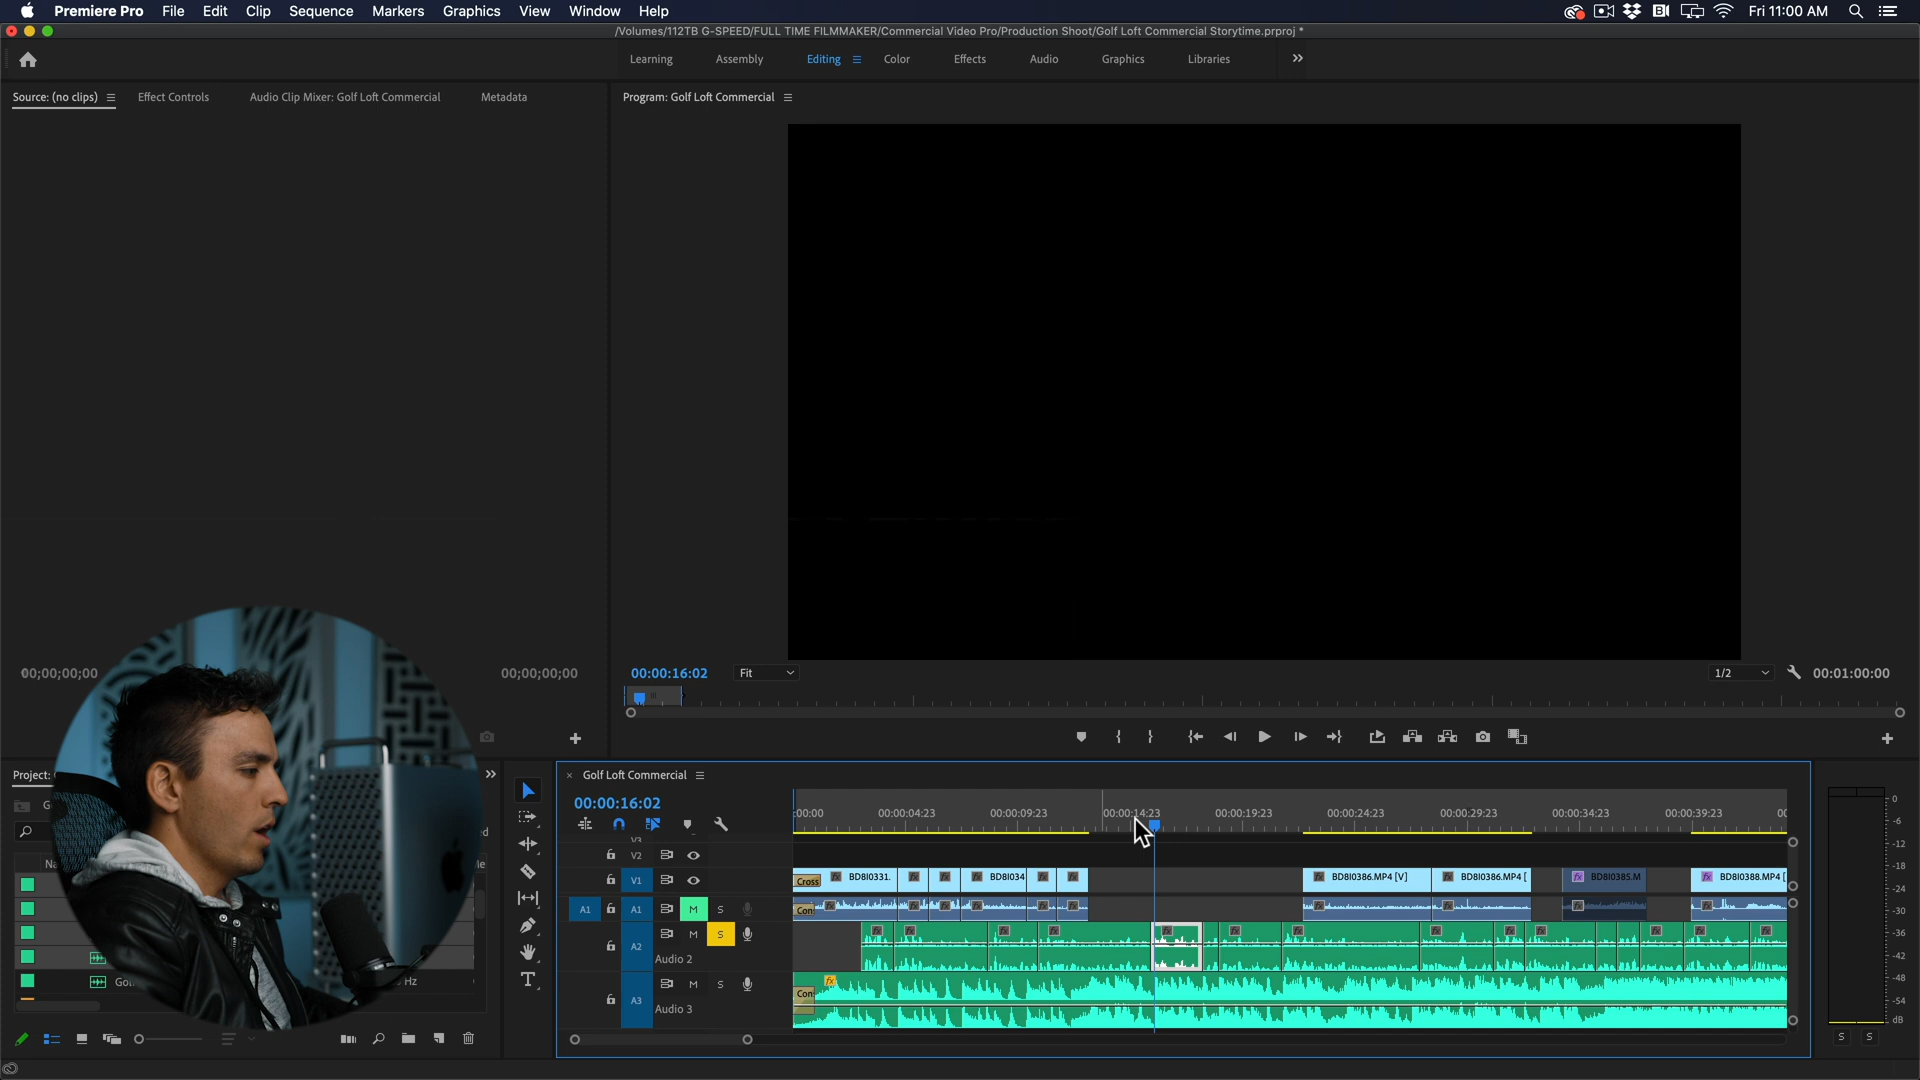 Premiere Pro File Edit Clip Sequence Markers Graphics View Window Help Fri 11:00 AM
/Volumes/112TB G-SPEED/FULL TIME FILMMAKER/Commercial Video Pro/Production Shoot/Golf Loft Commercial Storytime.prproj *
Learning Assembly Editing Color Effects Audio Graphics Libraries
Source: (no clips) Effect Controls Audio Clip Mixer: Golf Loft Commercial Metadata
Program: Golf Loft Commercial
00;00;00;00 00;00;00;00
00:00:16:02 Fit 1/2 00:01:00:00
Project:
Golf Loft Commercial
00:00:16:02
:00:00 00:00:04:23 00:00:09:23 00:00:14:23 00:00:19:23 00:00:24:23 00:00:29:23 00:00:34:23 00:00:39:23 00
V3
V2
V1 Cross BD8I0331. BD8I034 BD8I0386.MP4 [V] BD8I0386.MP4 [ BD8I0385.M BD8I0388.MP4 [
A1 A1 M S Con
A2 M S
Audio 2
A3 M S Con
Audio 3
Na
Hz
0
-6
-12
-18
-24
-30
-36
-42
-48
-54
dB
S S